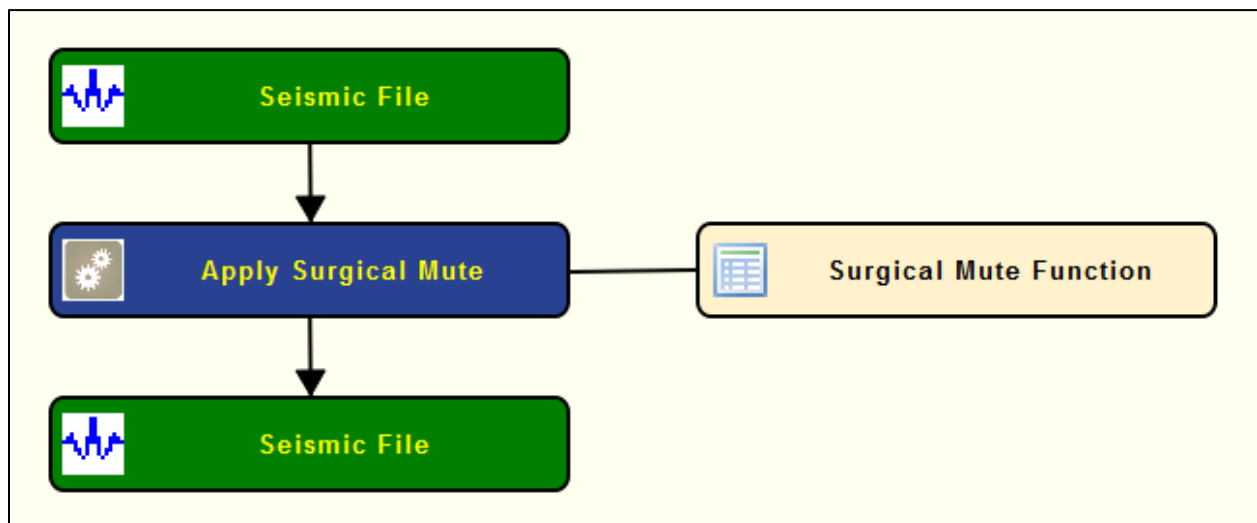 Seismic File
Apply Surgical Mute
Surgical Mute Function
Seismic File